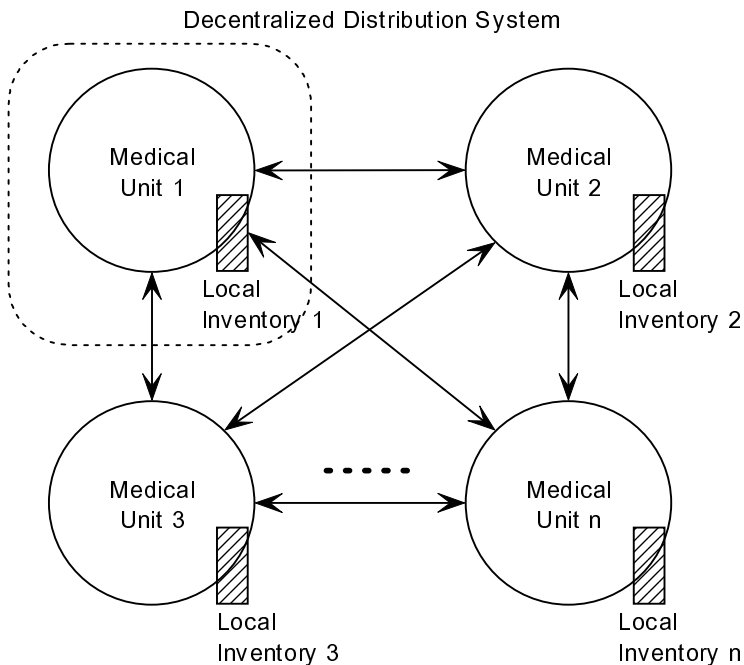 Decentralized Distribution System
Medical
Unit 1
Medical
Unit 2
Local
Inventory 1
Local
Inventory 2
Medical
Unit 3
Medical
Unit n
Local
Inventory 3
Local
Inventory n